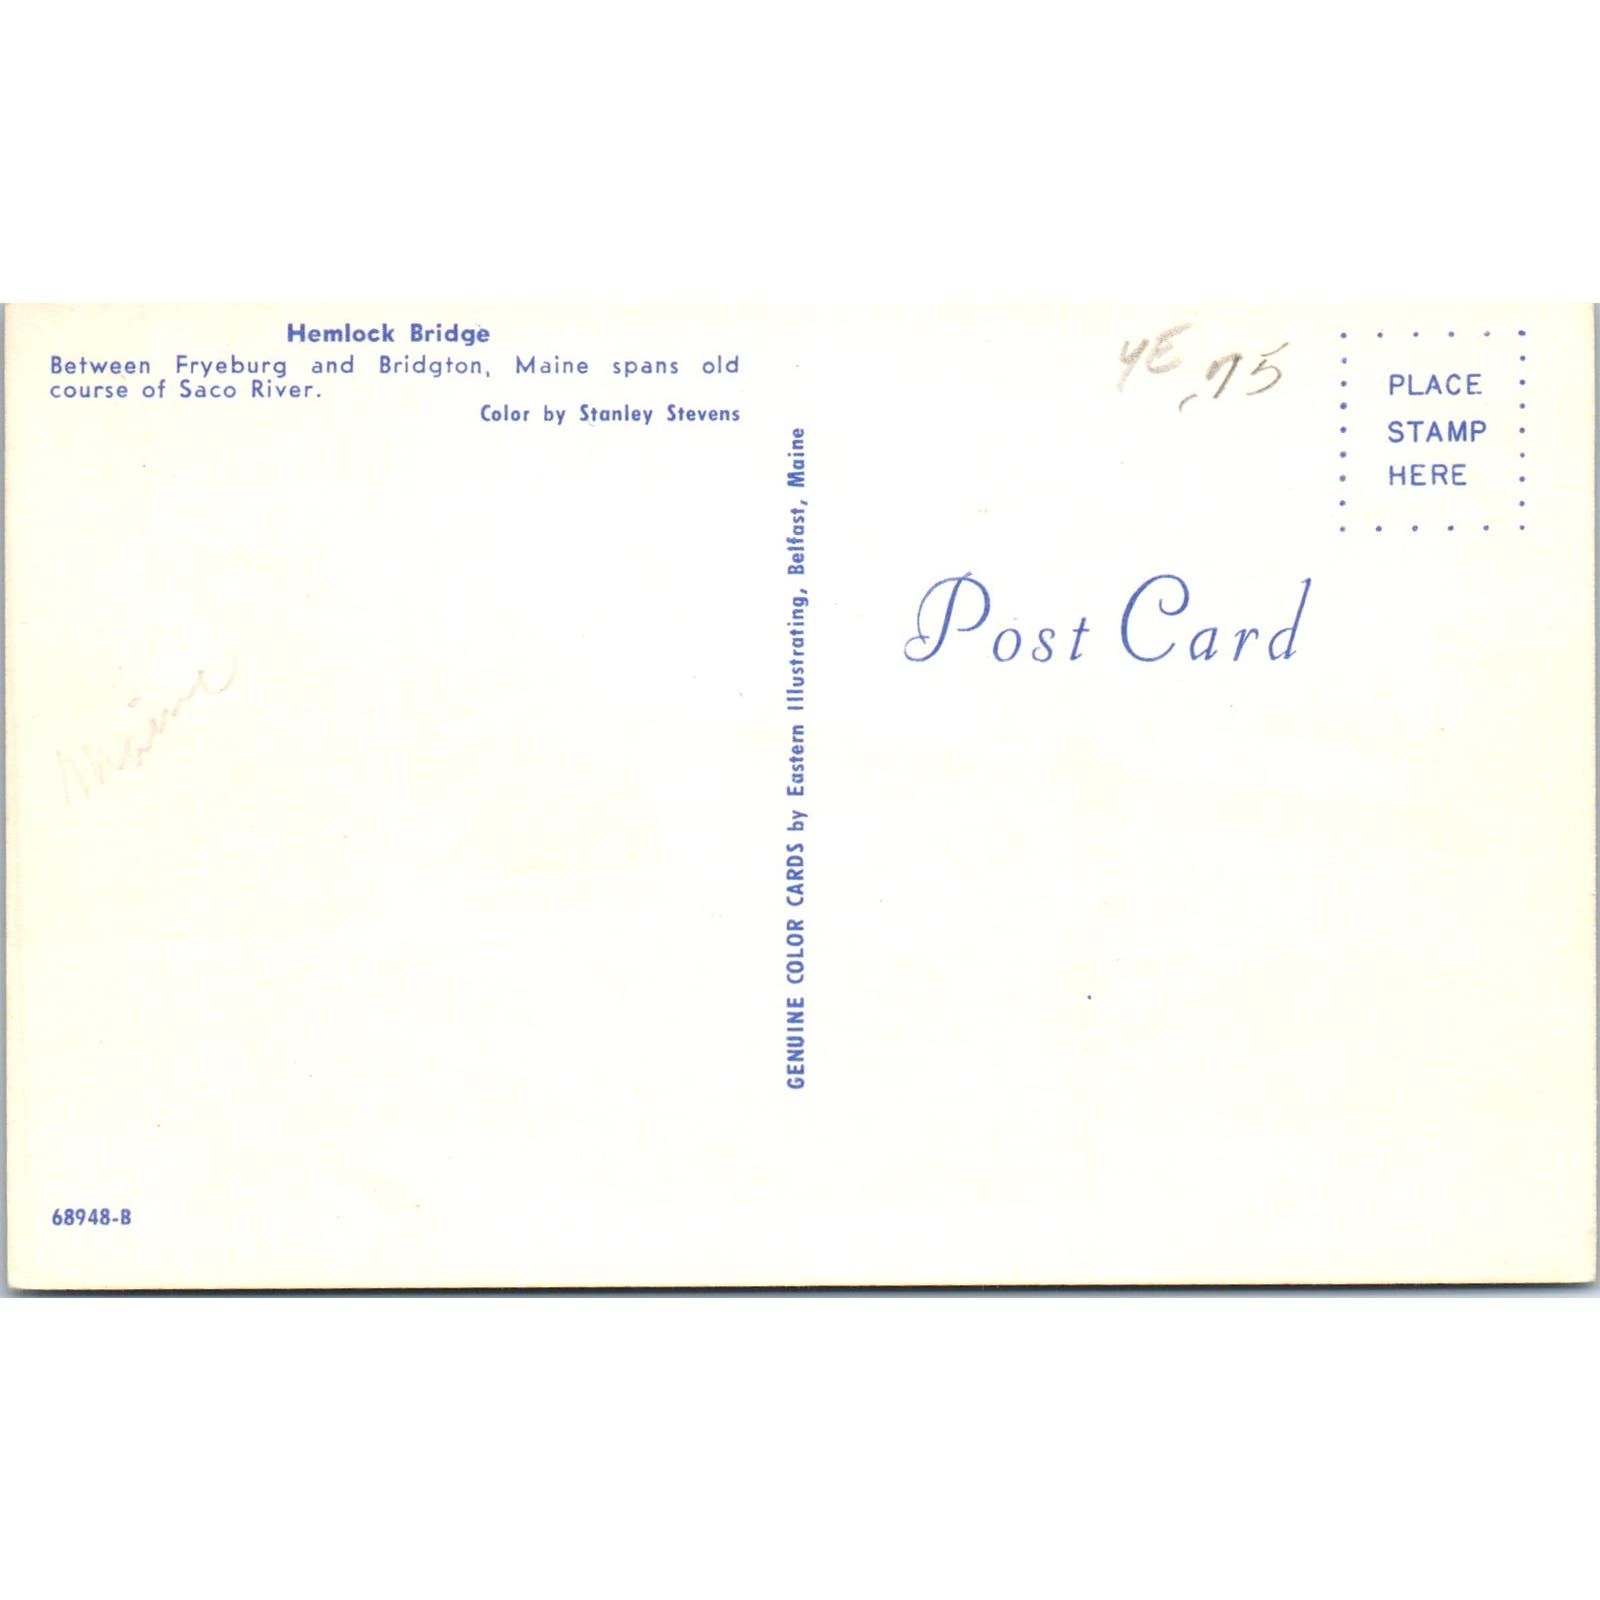 Hemlock Bridge
Between Fryeburg and Bridgton, Maine spans old
course of Saco River.
Color by Stanley Stevens
GENUINE COLOR CARDS by Eastern Illustrating, Belfast, Maine
68948-B
YE .75
PLACE
STAMP
HERE
Post Card